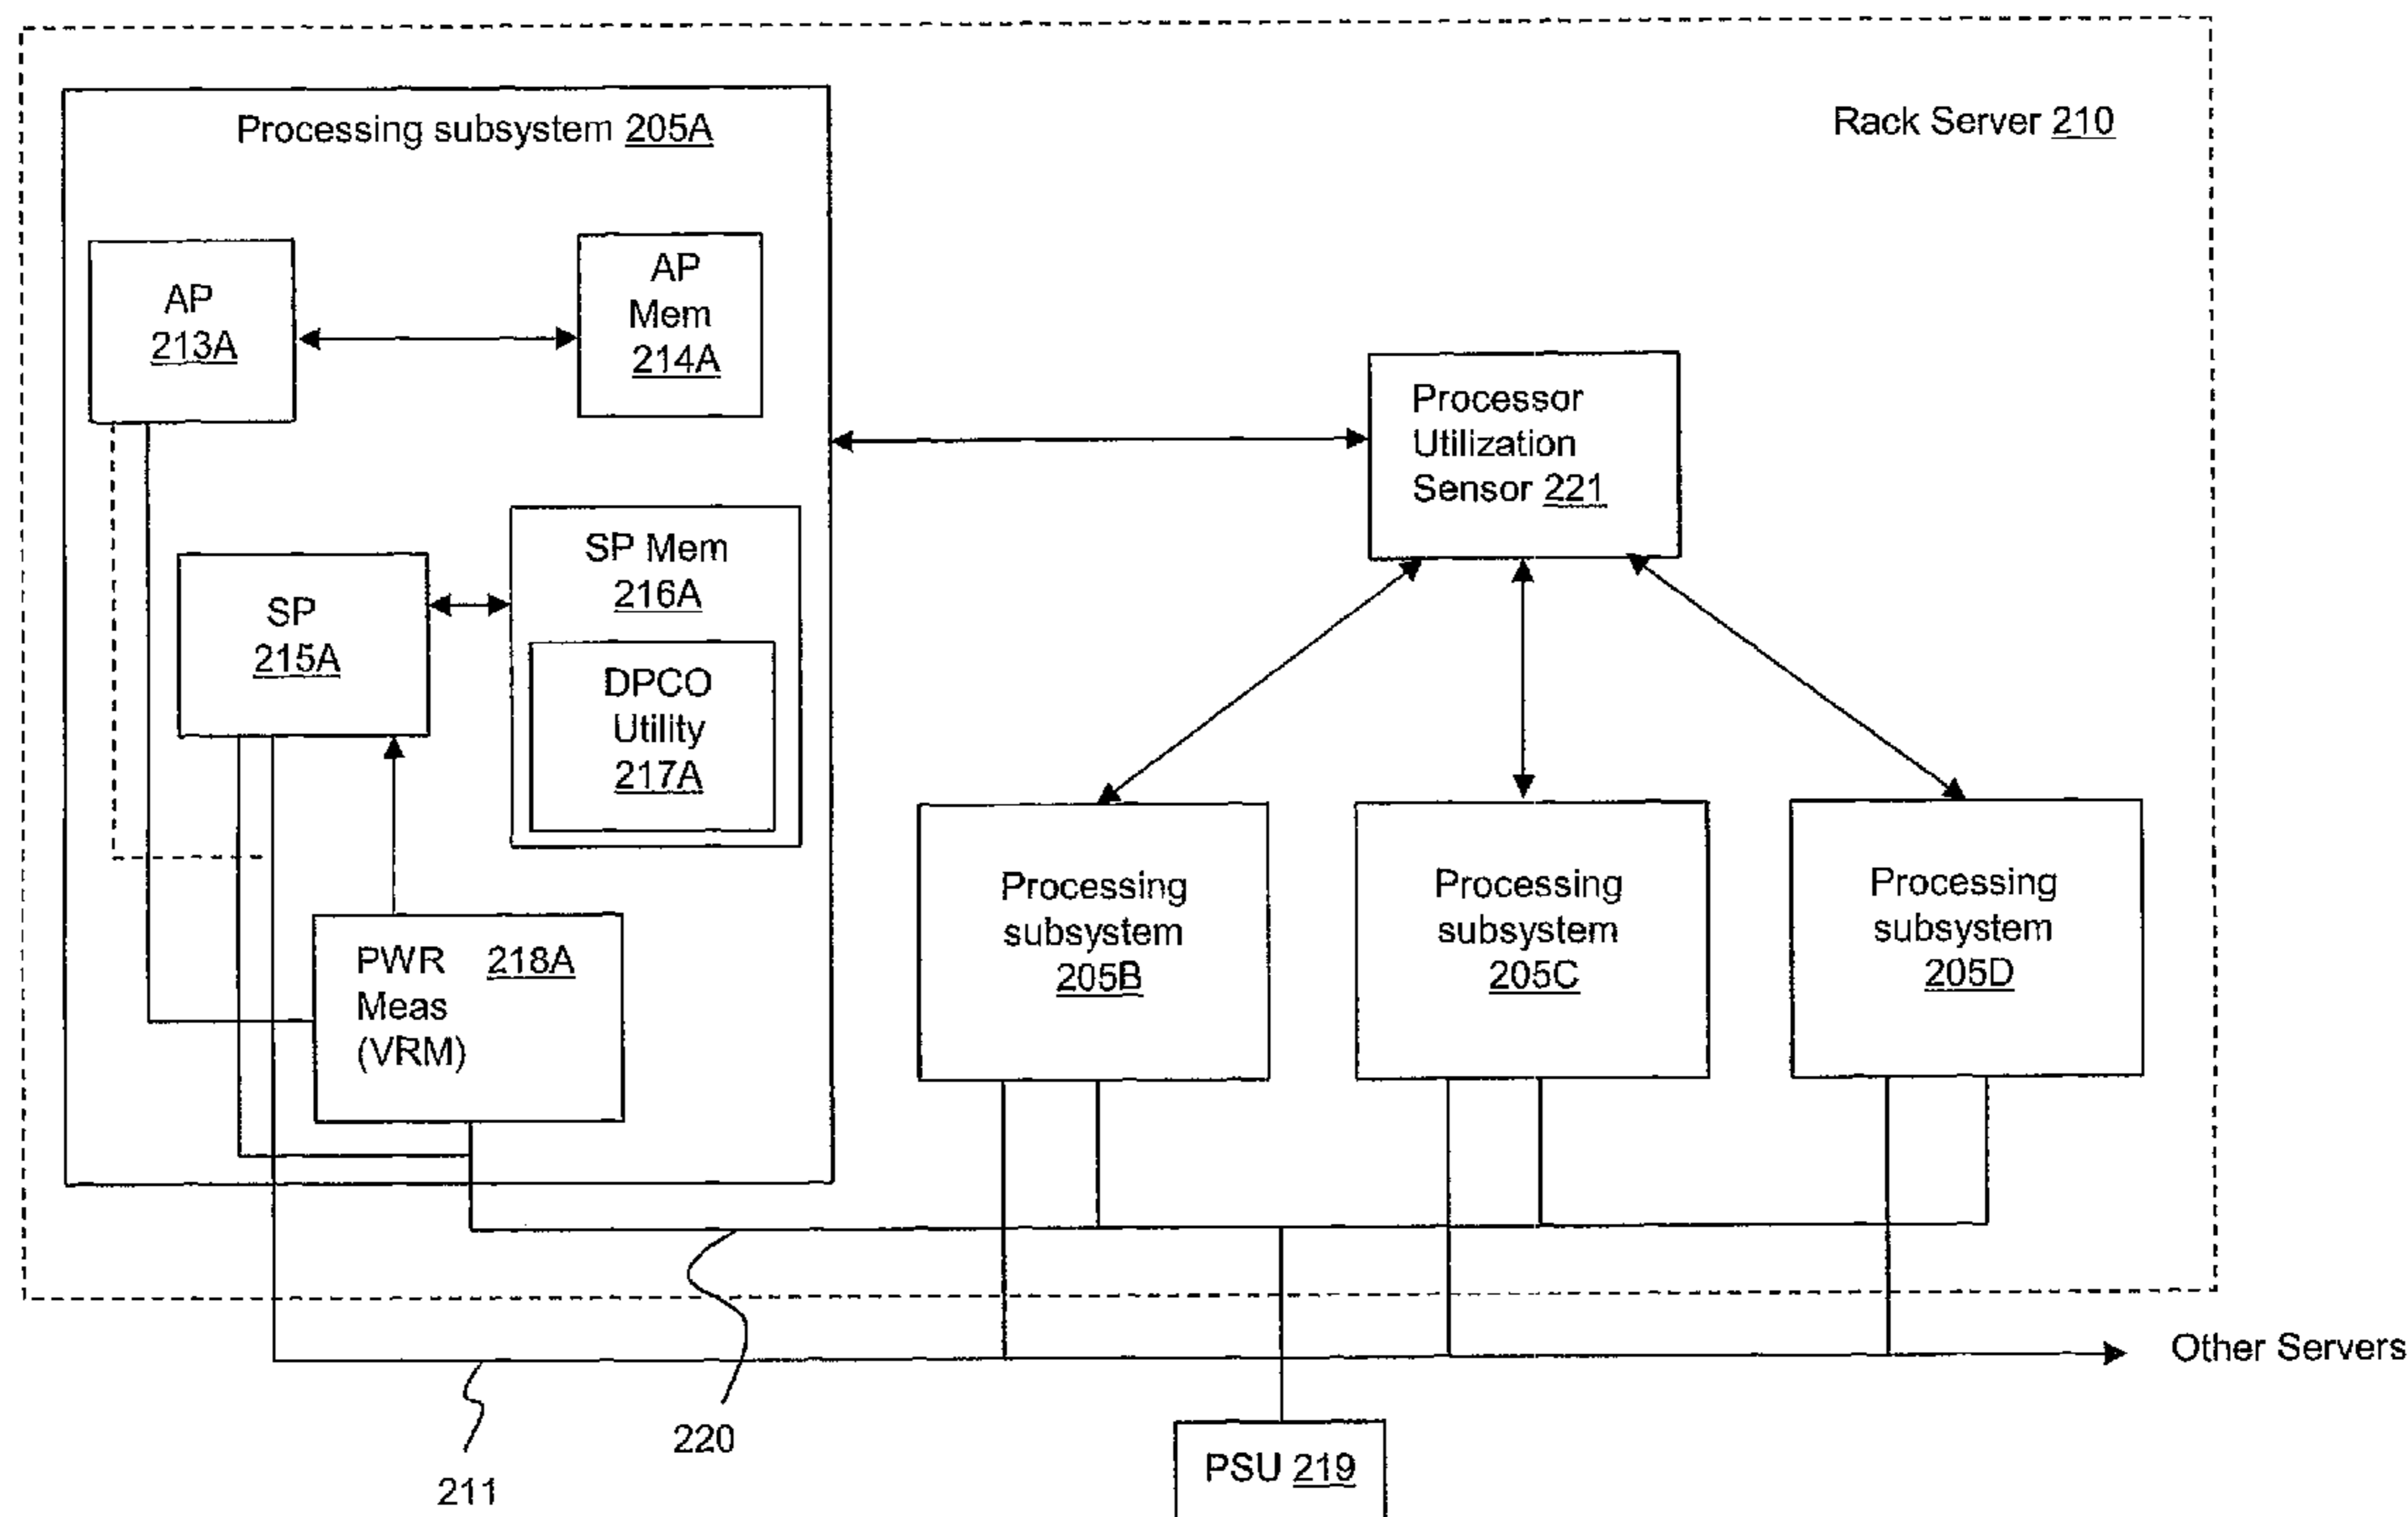 Processing subsystem 205A
Rack Server 210
AP
213A
AP
Mem
214A
Processor
Utilization
Sensor 221
SP Mem
216A
SP
215A
DPCO
Utility
217A
PWR 218A
Meas
(VRM)
Processing
subsystem
205B
Processing
subsystem
205C
Processing
subsystem
205D
Other Servers
220
211
PSU 219